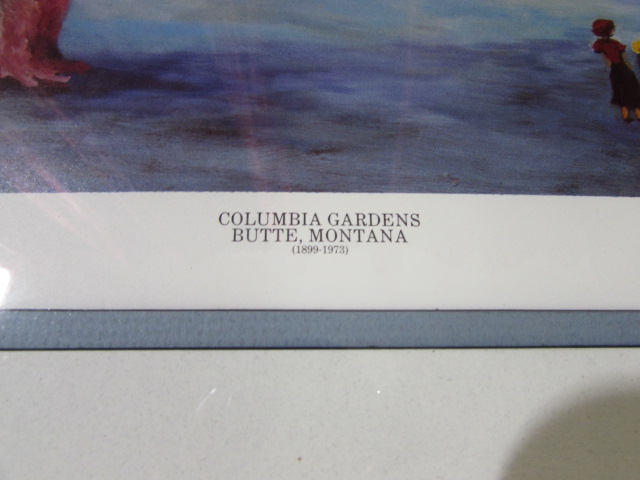 COLUMBIA GARDENS
BUTTE, MONTANA
(1899-1973)